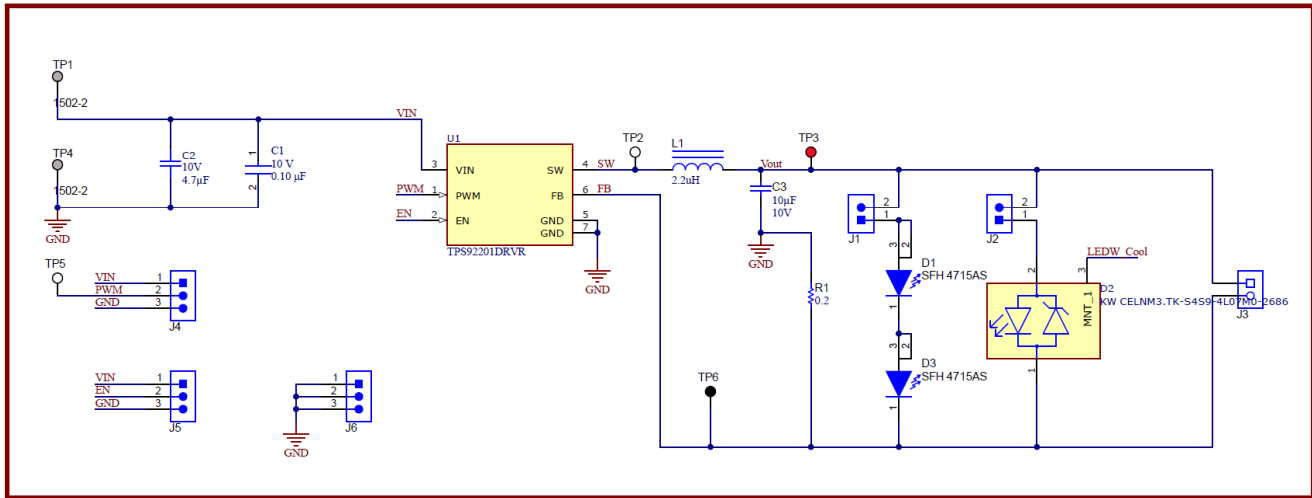 TP1
1502-2
TP4
1502-2
GND
C2
10V
4.7µF
1
C1
10 V
0.10 µF
2
VIN
U1
3
VIN
PWM
1
PWM
EN
2
EN
SW
4
SW
FB
6
FB
GND
5
GND
7
TPS92201DRVR
GND
TP2
L1
2.2uH
Vout
TP3
C3
10µF
10V
GND
R1
0.2
TP6
2
1
J1
3
2
D1
SFH 4715AS
1
3
2
D3
SFH 4715AS
1
2
1
J2
LEDW_Cool
2
3
MNT_1
D2
KW CELNM3.TK-S4S9-4L07M0-2686
1
J3
TP5
VIN
1
PWM
2
GND
3
J4
VIN
1
EN
2
GND
3
J5
1
2
3
J6
GND